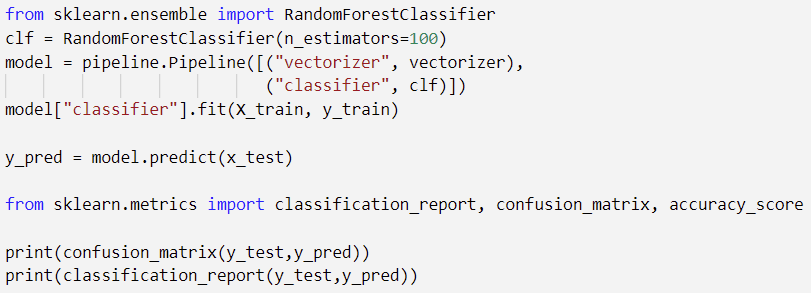 from sklearn.ensemble import RandomForestClassifier
clf = RandomForestClassifier(n_estimators=100)
model = pipeline.Pipeline([("vectorizer", vectorizer),
("classifier", clf)])
model["classifier"].fit(X_train, y_train)
y_pred = model.predict(x_test)
from sklearn.metrics import classification_report, confusion_matrix, accuracy_score
print(confusion_matrix(y_test,y_pred))
print(classification_report(y_test,y_pred))